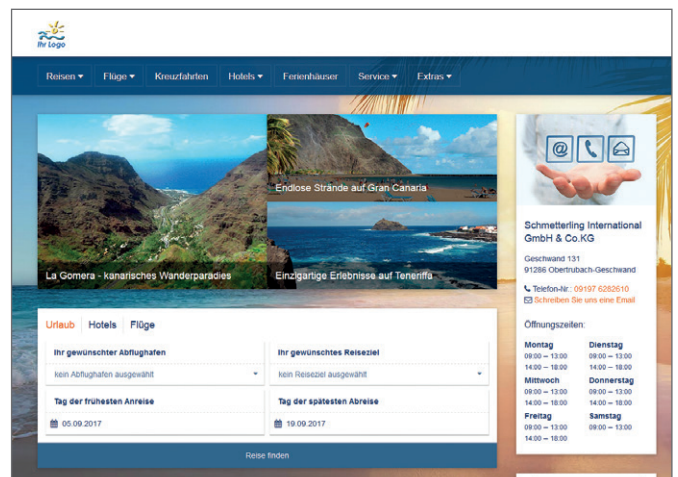 Ihr Logo
Reisen
Flüge
Kreuzfahrten
Hotels
Ferienhäuser
Service
Extras
La Gomera - kanarisches Wanderparadies
Endlose Strände auf Gran Canaria
Einzigartige Erlebnisse auf Teneriffa
Urlaub
Hotels
Flüge
Ihr gewünschter Abflughafen
kein Abflughafen ausgewählt
Ihr gewünschtes Reiseziel
kein Reiseziel ausgewählt
Tag der frühesten Anreise
05.09.2017
Tag der spätesten Abreise
19.09.2017
Reise finden
@
Schmetterling International
GmbH & Co.KG
Geschwand 131
91286 Obertrubach-Geschwand
Telefon-Nr.: 09197 6282610
Schreiben Sie uns eine Email
Öffnungszeiten:
Montag
09:00 – 13:00
14:00 – 18:00
Dienstag
09:00 – 13:00
14:00 – 18:00
Mittwoch
09:00 – 13:00
14:00 – 18:00
Donnerstag
09:00 – 13:00
14:00 – 18:00
Freitag
09:00 – 13:00
14:00 – 18:00
Samstag
09:00 – 13:00